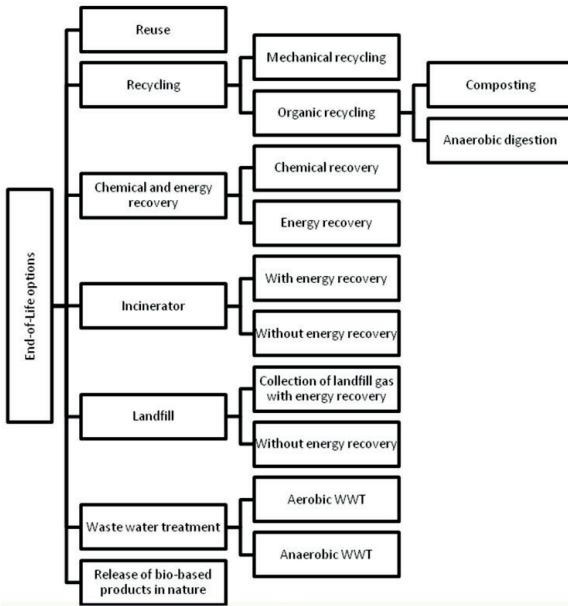 End-of-Life options
Reuse
Recycling
Mechanical recycling
Organic recycling
Composting
Anaerobic digestion
Chemical and energy
recovery
Chemical recovery
Energy recovery
Incinerator
With energy recovery
Without energy recovery
Landfill
Collection of landfill gas
with energy recovery
Without energy recovery
Waste water treatment
Aerobic WWT
Anaerobic WWT
Release of bio-based
products in nature